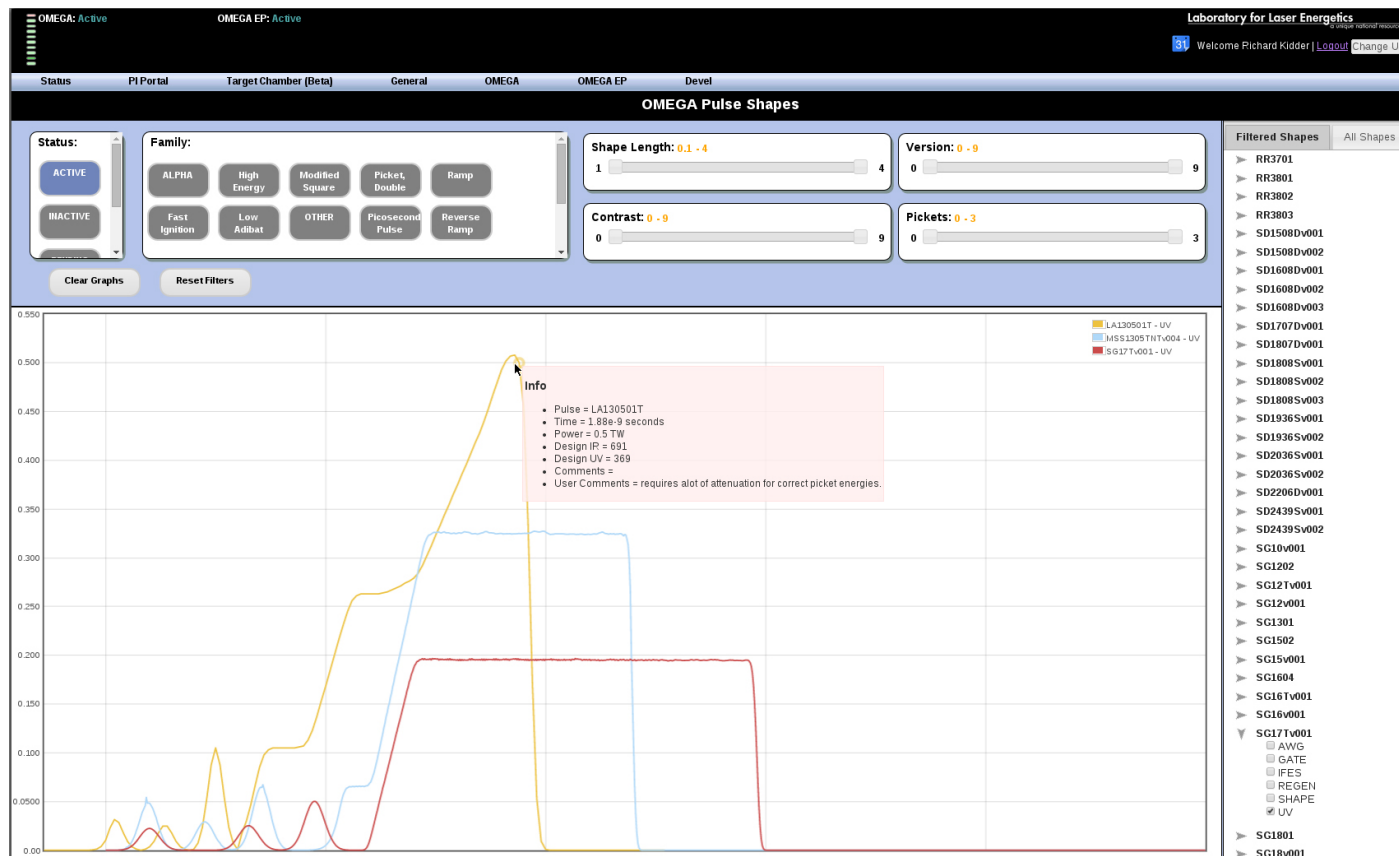 OMEGA: Active
OMEGA EP: Active
Laboratory for Laser Energetics
a unique national resource
31 Welcome Richard Kidder | Logout Change U
Status PI Portal Target Chamber (Beta) General OMEGA OMEGA EP Devel
OMEGA Pulse Shapes
Status:
ACTIVE
INACTIVE
Family:
ALPHA
High Energy
Modified Square
Picket, Double
Ramp
Fast Ignition
Low Adibat
OTHER
Picosecond Pulse
Reverse Ramp
Shape Length: 0.1 - 4
1 4
Version: 0 - 9
0 9
Contrast: 0 - 9
0 9
Pickets: 0 - 3
0 3
Clear Graphs
Reset Filters
0.550
0.500
0.450
0.400
0.350
0.300
0.250
0.200
0.150
0.100
0.0500
0.00
LA130501T - UV
MSS1305TNTv004 - UV
SG17Tv001 - UV
Info
Pulse = LA130501T
Time = 1.88e-9 seconds
Power = 0.5 TW
Design IR = 691
Design UV = 369
Comments =
User Comments = requires alot of attenuation for correct picket energies.
Filtered Shapes
All Shapes
RR3701
RR3801
RR3802
RR3803
SD1508Dv001
SD1508Dv002
SD1608Dv001
SD1608Dv002
SD1608Dv003
SD1707Dv001
SD1807Dv001
SD1808Sv001
SD1808Sv002
SD1808Sv003
SD1936Sv001
SD1936Sv002
SD2036Sv001
SD2036Sv002
SD2206Dv001
SD2439Sv001
SD2439Sv002
SG10v001
SG1202
SG12Tv001
SG12v001
SG1301
SG1502
SG15v001
SG1604
SG16Tv001
SG16v001
SG17Tv001
AWG
GATE
IFES
REGEN
SHAPE
UV
SG1801
SG18v001